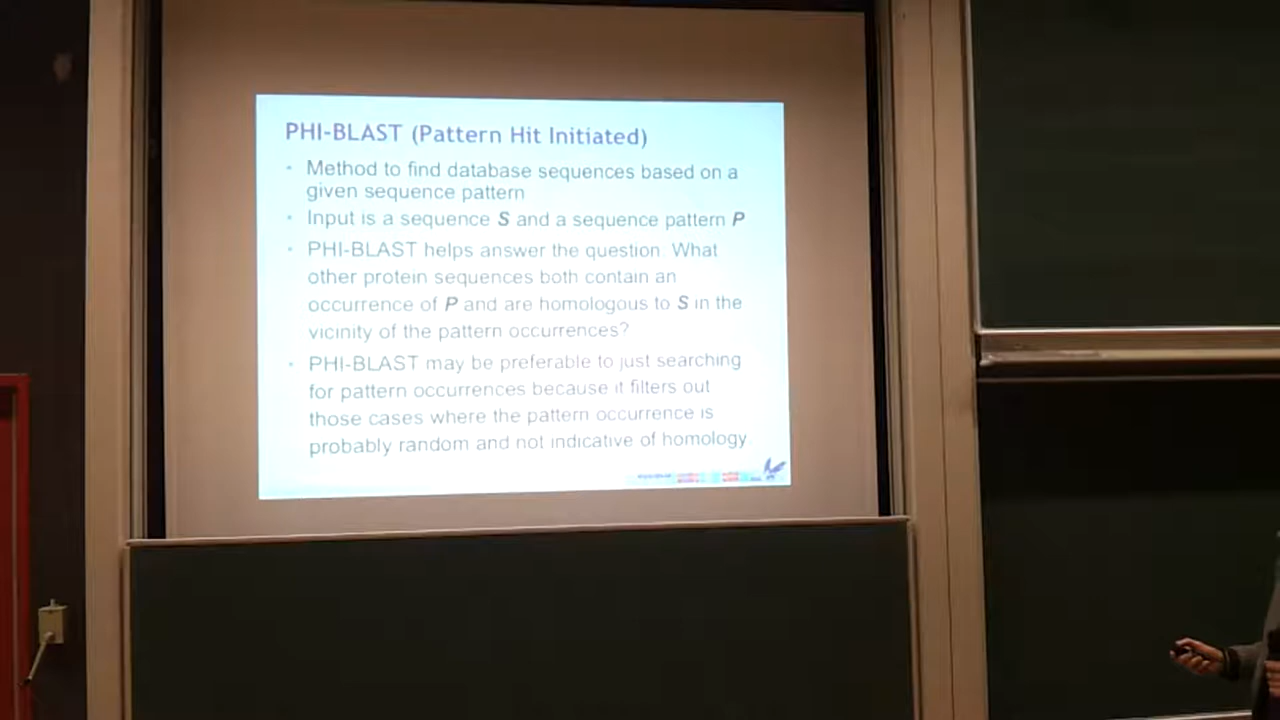 PHI-BLAST (Pattern Hit Initiated)
• Method to find database sequences based on a
given sequence pattern
• Input is a sequence S and a sequence pattern P
• PHI-BLAST helps answer the question: What
other protein sequences both contain an
occurrence of P and are homologous to S in the
vicinity of the pattern occurrences?
• PHI-BLAST may be preferable to just searching
for pattern occurrences because it filters out
those cases where the pattern occurrence is
probably random and not indicative of homology